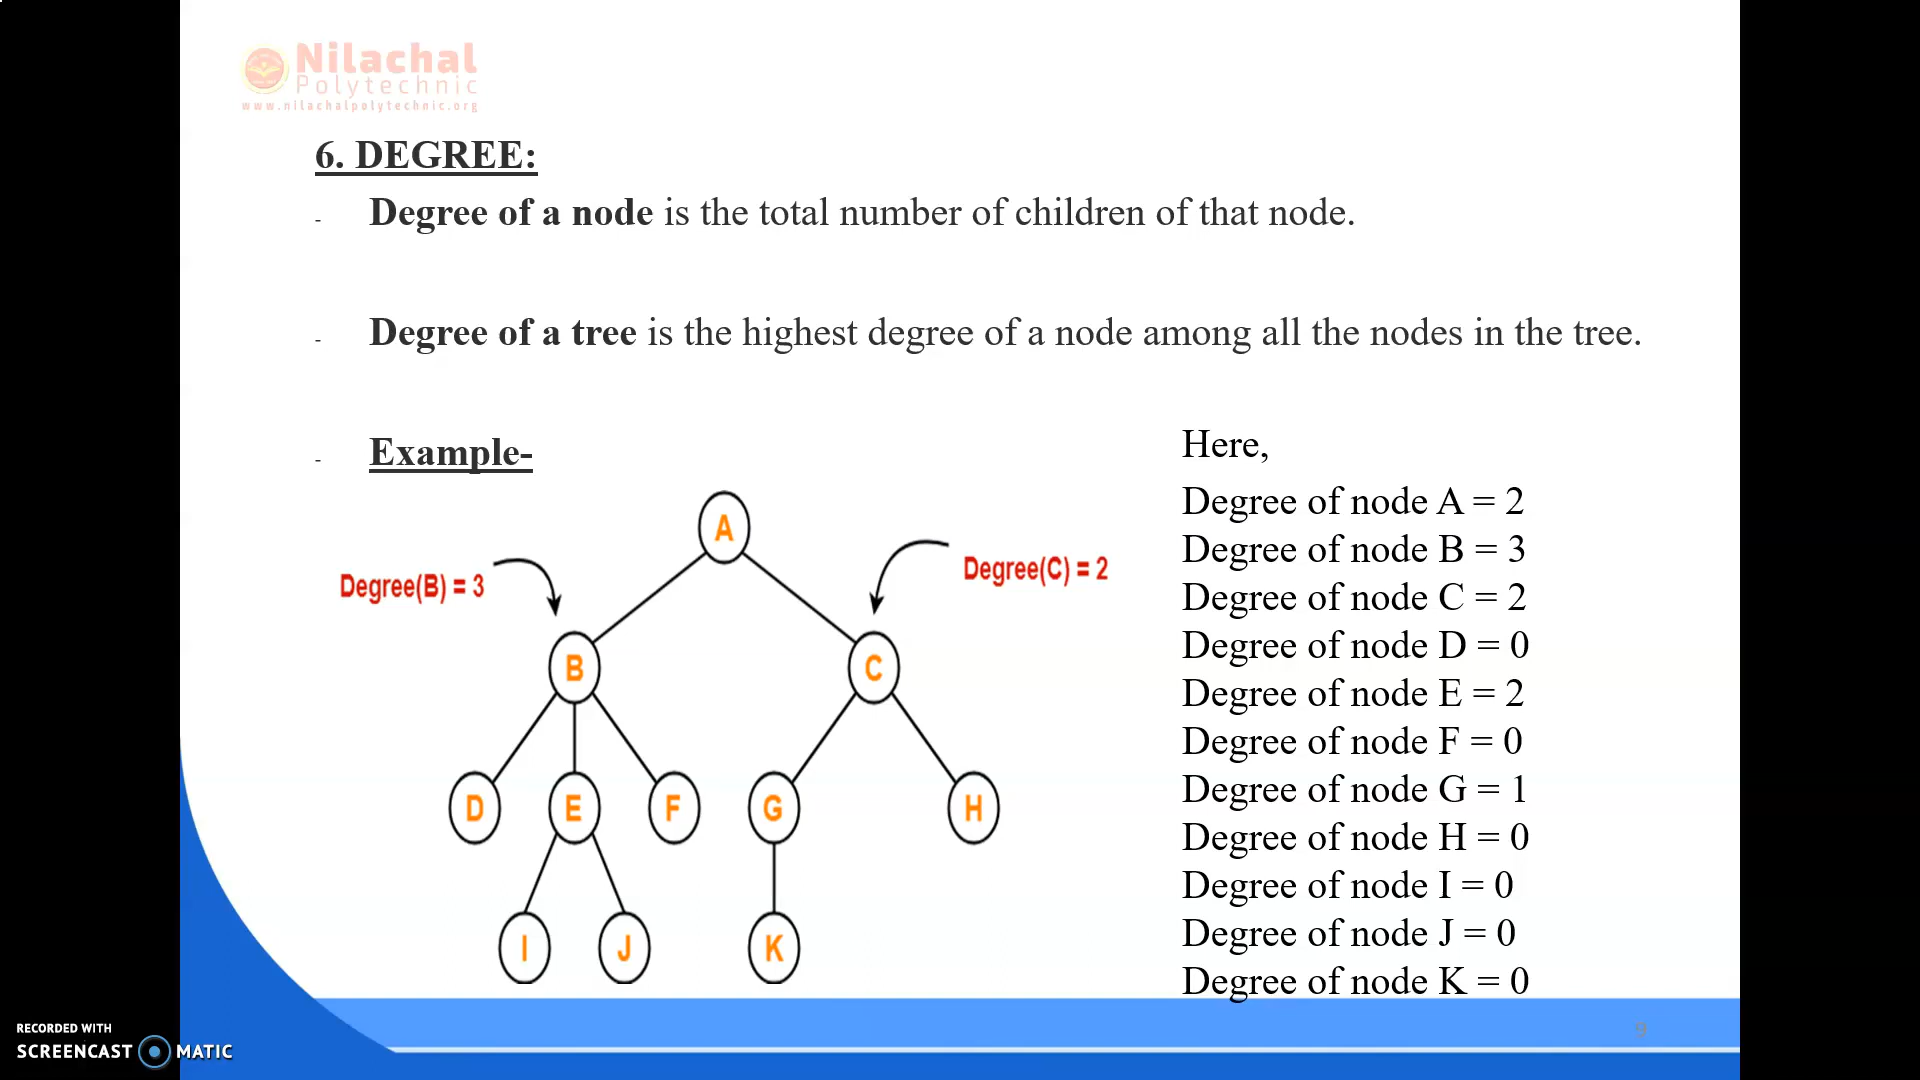 Nilachal
Polytechnic
www.nilachalpolytechnic.org
6. DEGREE:
- Degree of a node is the total number of children of that node.
- Degree of a tree is the highest degree of a node among all the nodes in the tree.
- Example-
A
Degree(B) = 3
Degree(C) = 2
B C
D E F G H
I J K
Here,
Degree of node A = 2
Degree of node B = 3
Degree of node C = 2
Degree of node D = 0
Degree of node E = 2
Degree of node F = 0
Degree of node G = 1
Degree of node H = 0
Degree of node I = 0
Degree of node J = 0
Degree of node K = 0
9
RECORDED WITH
SCREENCAST MATIC